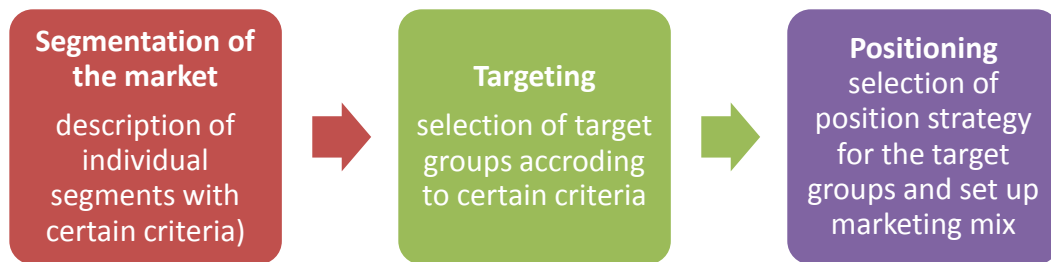 Segmentation of
the market
description of
individual
segments with
certain criteria)
Targeting
selection of target
groups accroding
to certain criteria
Positioning
selection of
position strategy
for the target
groups and set up
marketing mix